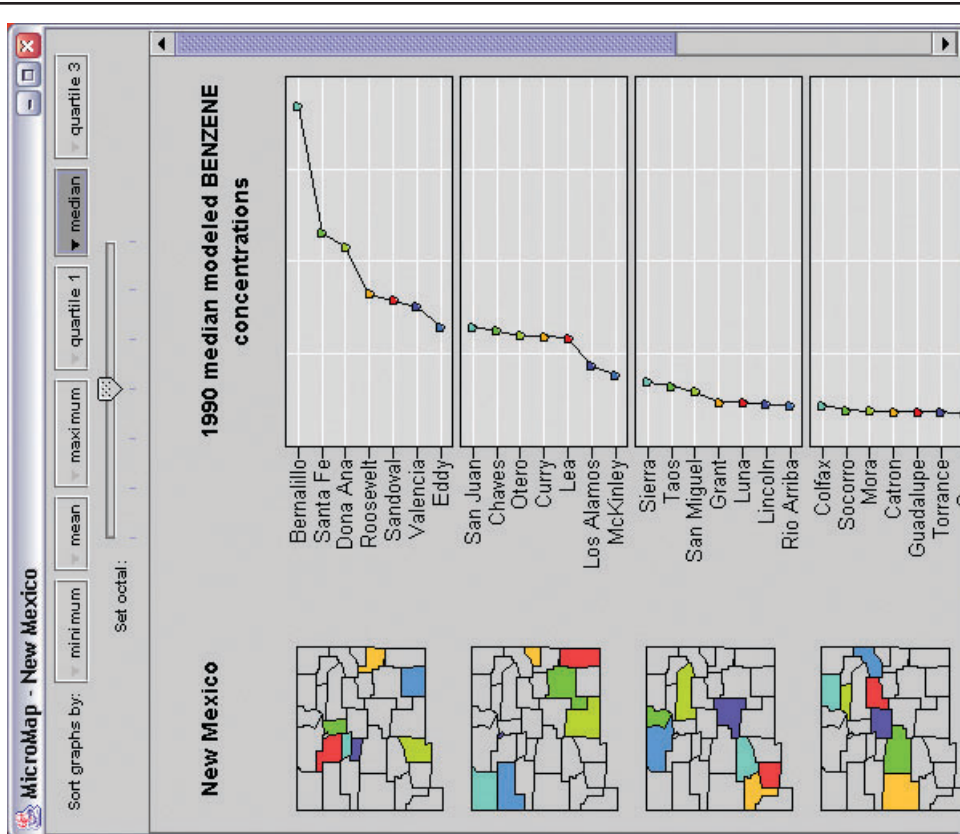 MicroMap - New Mexico
Sort graphs by:
minimum
mean
maximum
quartile 1
median
quartile 3
Set octal:
New Mexico
1990 median modeled BENZENE
concentrations
Bernalillo
Santa Fe
Dona Ana
Roosevelt
Sandoval
Valencia
Eddy
San Juan
Chaves
Otero
Curry
Lea
Los Alamos
McKinley
Sierra
Taos
San Miguel
Grant
Luna
Lincoln
Rio Arriba
Colfax
Socorro
Mora
Catron
Guadalupe
Torrance